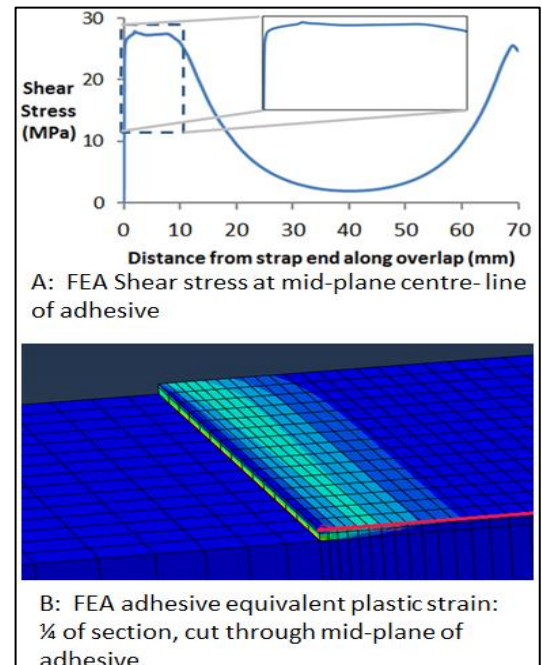 30
20
10
0
Shear
Stress
(MPa)
0 10 20 30 40 50 60 70
Distance from strap end along overlap (mm)
A: FEA Shear stress at mid-plane centre- line
of adhesive
B: FEA adhesive equivalent plastic strain:
¼ of section, cut through mid-plane of
adhesive